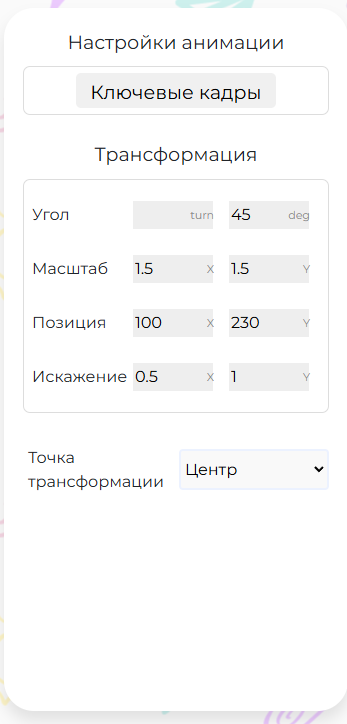 Настройки анимации
Ключевые кадры
Трансформация
Угол turn 45 deg
Масштаб 1.5 X 1.5 Y
Позиция 100 X 230 Y
Искажение 0.5 X 1 Y
Точка
трансформации
Центр